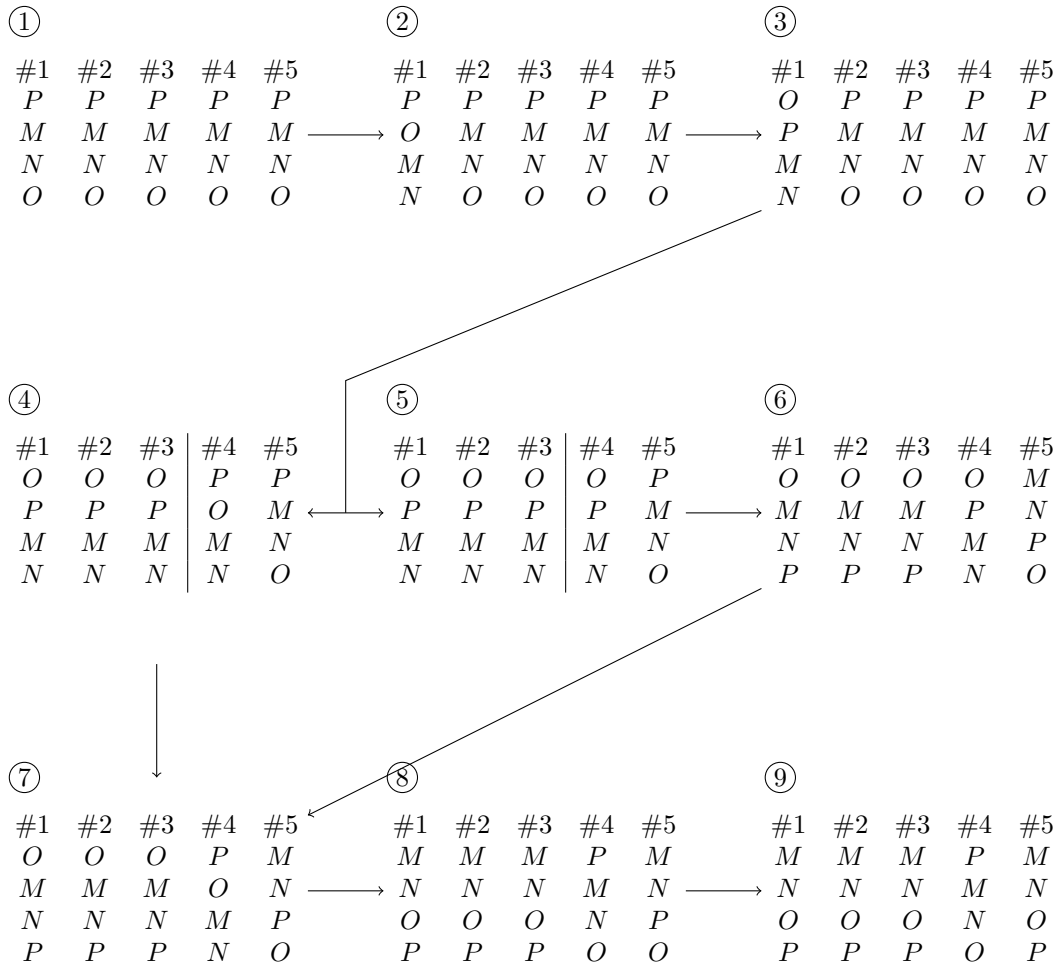 ① ② ③
#1 #2 #3 #4 #5 #1 #2 #3 #4 #5 #1 #2 #3 #4 #5
P P P P P P P P P P O P P P P
M M M M M O M M M M P M M M M
N N N N N M N N N N M N N N N
O O O O O N O O O O N O O O O
④ ⑤ ⑥
#1 #2 #3 #4 #5 #1 #2 #3 #4 #5 #1 #2 #3 #4 #5
O O O P P O O O O P O O O O M
P P P O M P P P P M M M M P N
M M M M N M M M M N N N N M P
N N N N O N N N N O P P P N O
⑦ ⑧ ⑨
#1 #2 #3 #4 #5 #1 #2 #3 #4 #5 #1 #2 #3 #4 #5
O O O P M M M M P M M M M P M
M M M O N N N N M N N N N M N
N N N M P O O O N P O O O N O
P P P N O P P P O O P P P O P